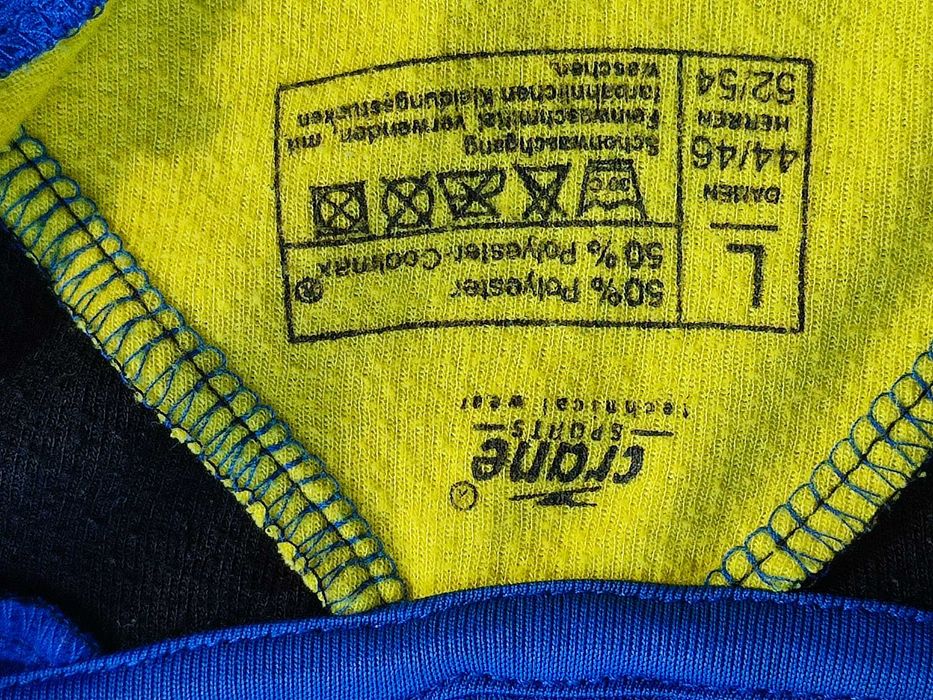 crane
SPORTS
technical wear
L
DAMEN
44/46
HERREN
52/54
50% Polyester
50% Polyester-Coolmax®
30°C
Schonwaschgang
Feinwaschmittel verwenden, mit
farbähnlichen Kleidungsstücken
waschen.